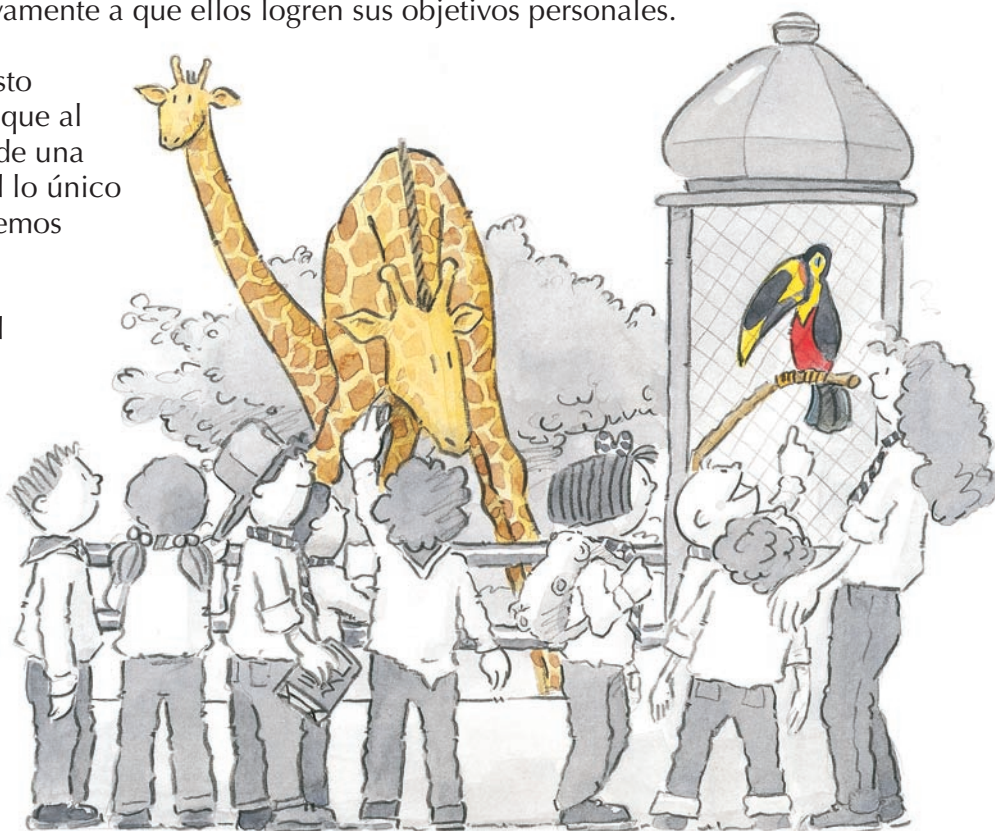 vamente a que ellos logren sus objetivos personales.
sto
que al
de una
l lo único
emos
l